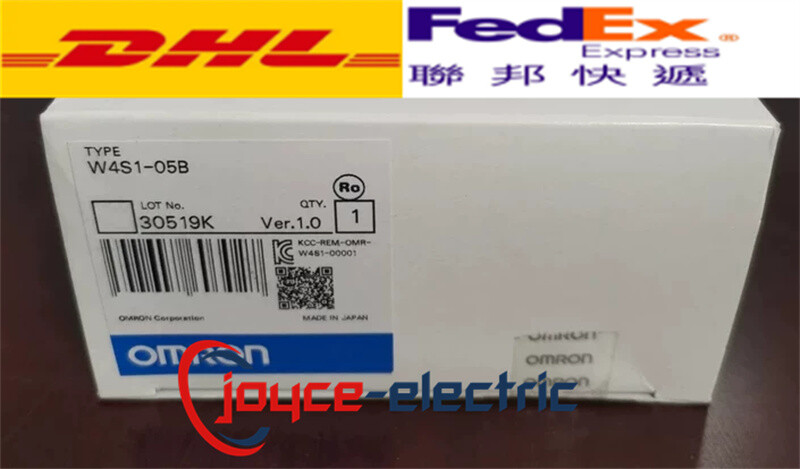 DHL
FedEx®
Express
聯邦快遞
TYPE
W4S1-05B
Ro
LOT No.
QTY.
30519K
Ver.1.0
1
KCC-REM-OMR-
W4S1-00001
OMRON Corporation
MADE IN JAPAN
OMRON
OMRON
OMRON
OMRON
joyce-electric